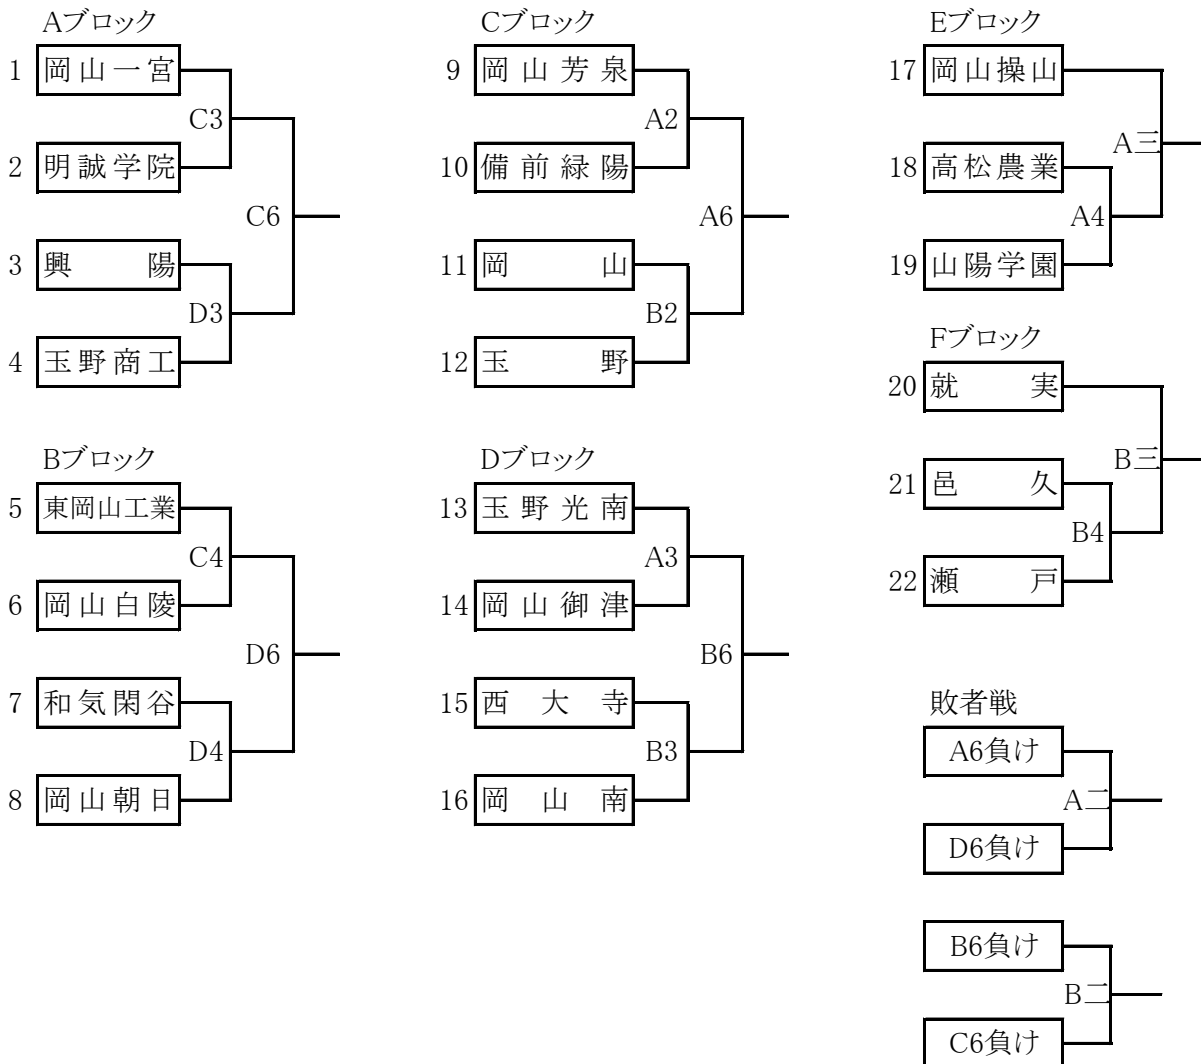 Aブロック
1 岡山一宮
C3
2 明誠学院
C6
3 興陽
D3
4 玉野商工
Bブロック
5 東岡山工業
C4
6 岡山白陵
D6
7 和気閑谷
D4
8 岡山朝日
Cブロック
9 岡山芳泉
A2
10 備前緑陽
A6
11 岡山
B2
12 玉野
Dブロック
13 玉野光南
A3
14 岡山御津
B6
15 西大寺
B3
16 岡山南
Eブロック
17 岡山操山
A三
18 高松農業
A4
19 山陽学園
Fブロック
20 就実
B三
21 邑久
B4
22 瀬戸
敗者戦
A6負け
A二
D6負け
B6負け
B二
C6負け